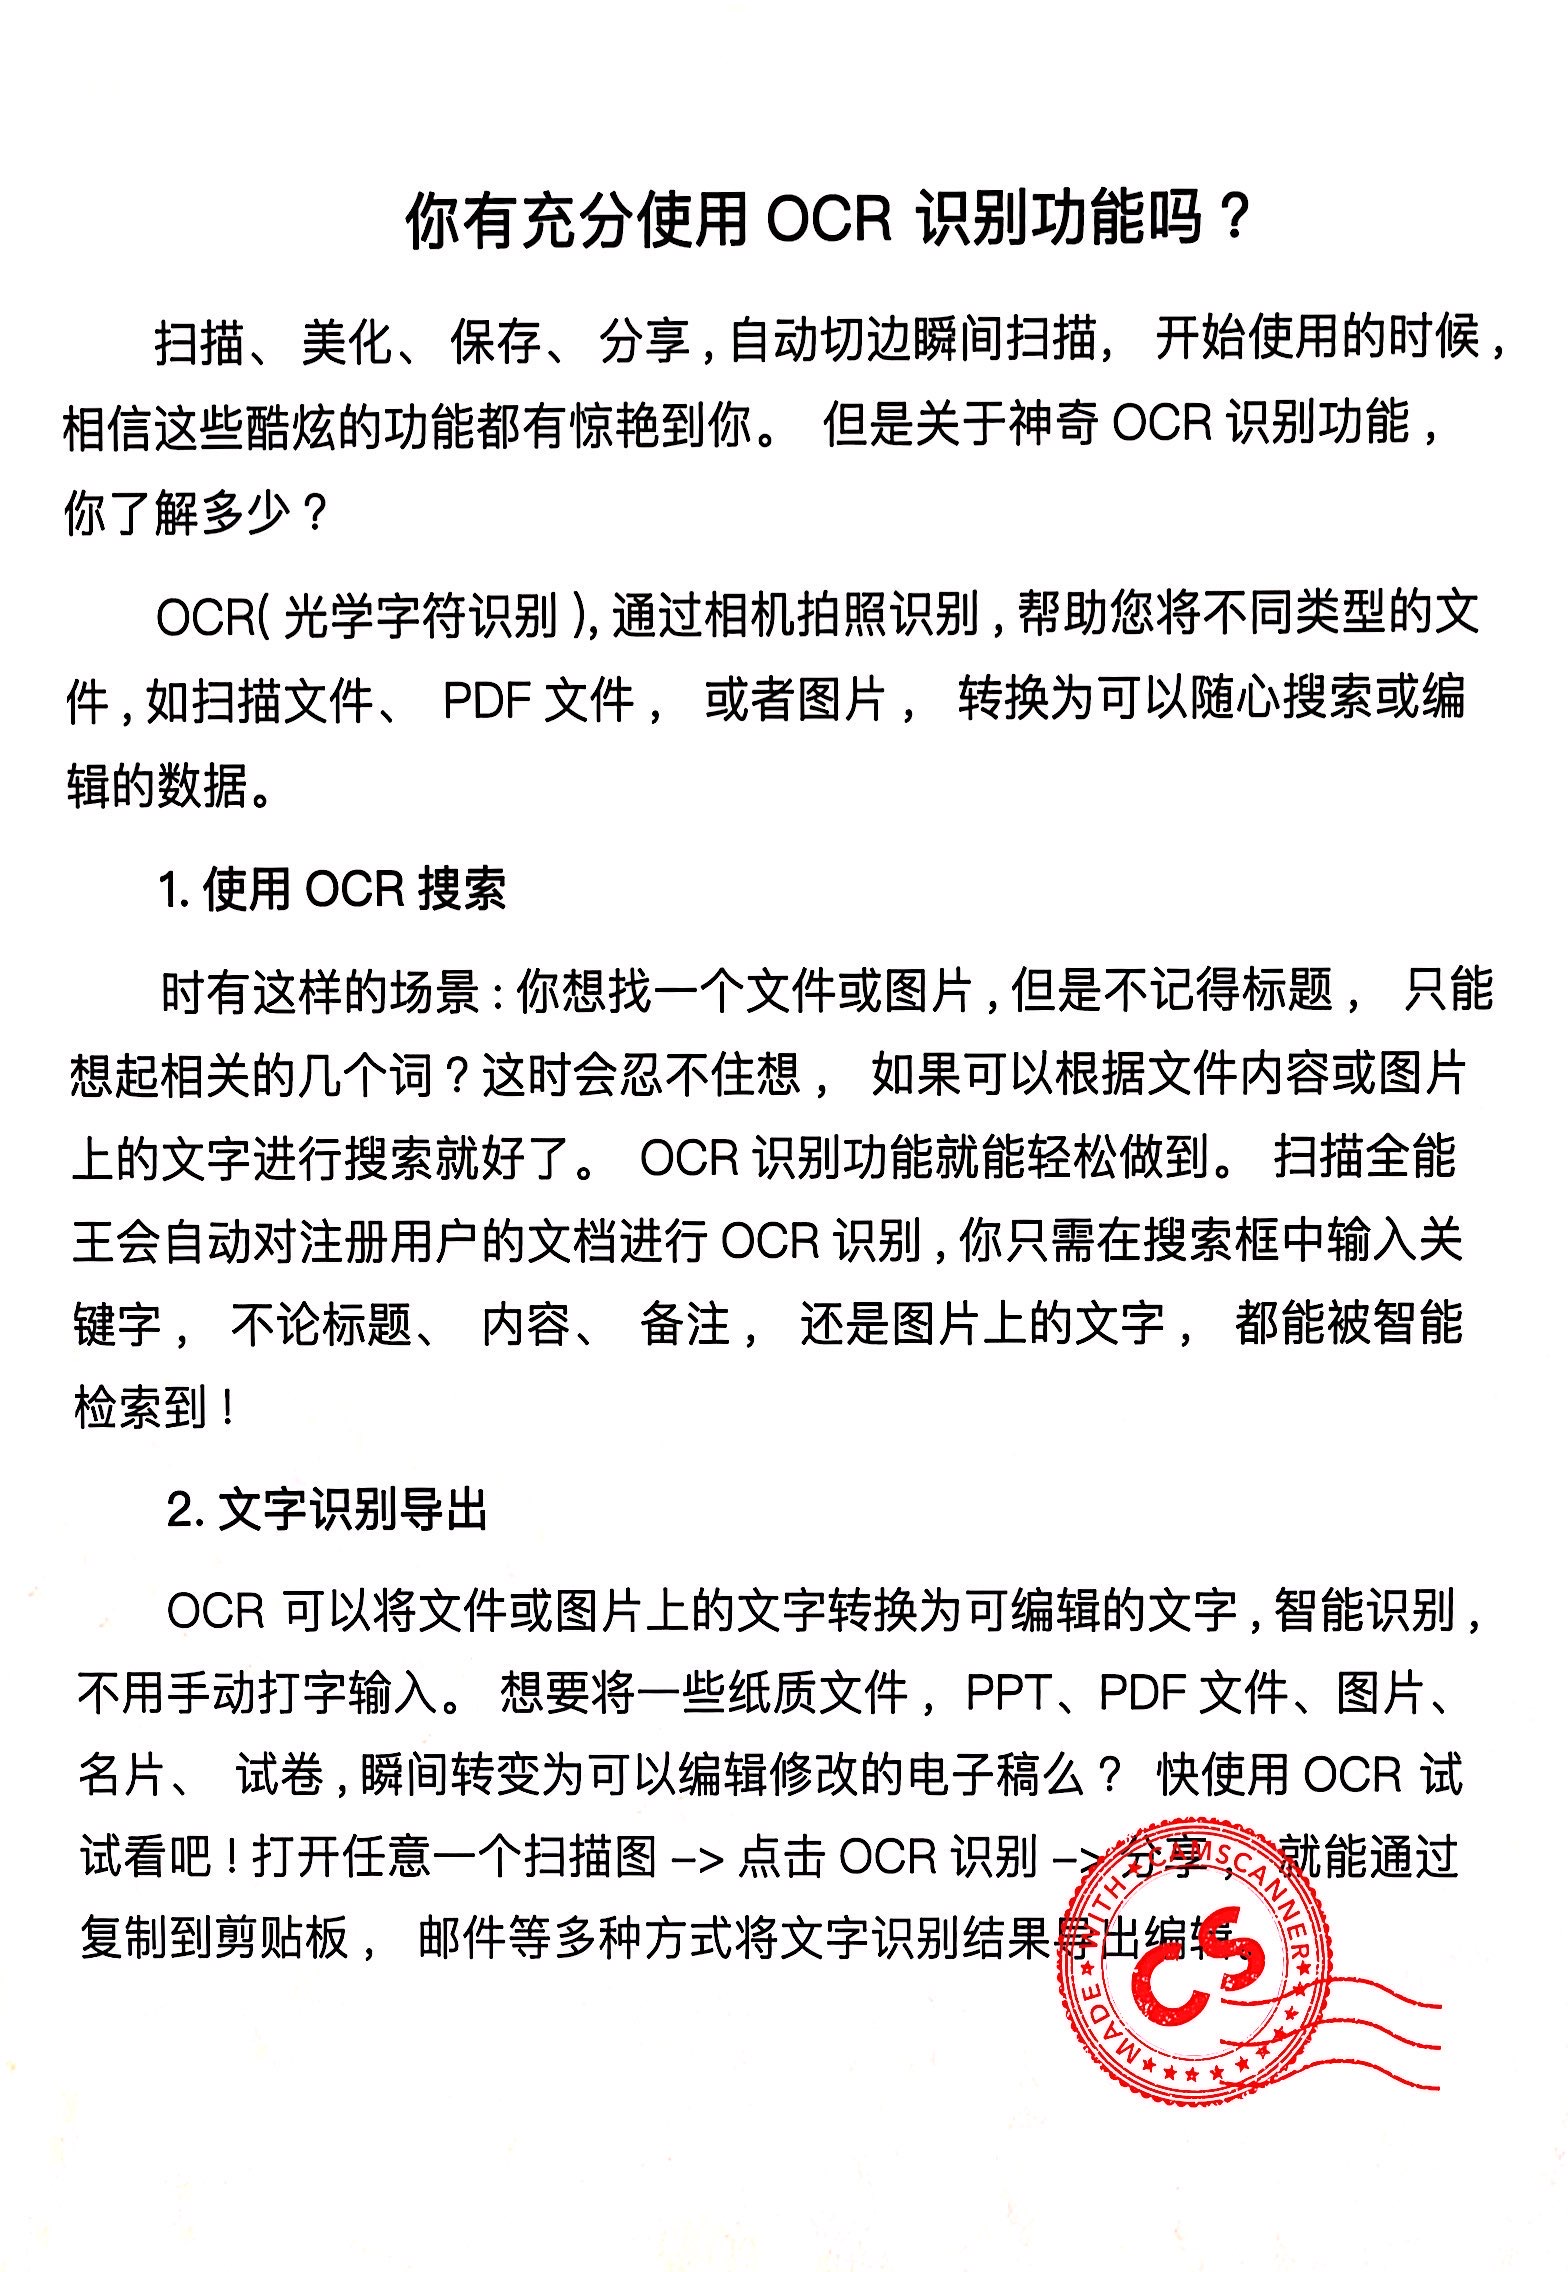 你有充分使用 OCR 识别功能吗？
扫描、美化、保存、分享，自动切边瞬间扫描，开始使用的时候，
相信这些酷炫的功能都有惊艳到你。但是关于神奇 OCR 识别功能，
你了解多少？
OCR(光学字符识别)，通过相机拍照识别，帮助您将不同类型的文
件，如扫描文件、PDF 文件，或者图片，转换为可以随心搜索或编
辑的数据。
1. 使用 OCR 搜索
时有这样的场景：你想找一个文件或图片，但是不记得标题，只能
想起相关的几个词？这时会忍不住想，如果可以根据文件内容或图片
上的文字进行搜索就好了。OCR 识别功能就能轻松做到。扫描全能
王会自动对注册用户的文档进行 OCR 识别，你只需在搜索框中输入关
键字，不论标题、内容、备注，还是图片上的文字，都能被智能
检索到！
2. 文字识别导出
OCR 可以将文件或图片上的文字转换为可编辑的文字，智能识别，
不用手动打字输入。想要将一些纸质文件，PPT、PDF 文件、图片、
名片、试卷，瞬间转变为可以编辑修改的电子稿么？快使用 OCR 试
试看吧！打开任意一个扫描图 -> 点击 OCR 识别 -> 分享，就能通过
复制到剪贴板，邮件等多种方式将文字识别结果导出编辑。
MADE WITH CAMSCANNER
CS